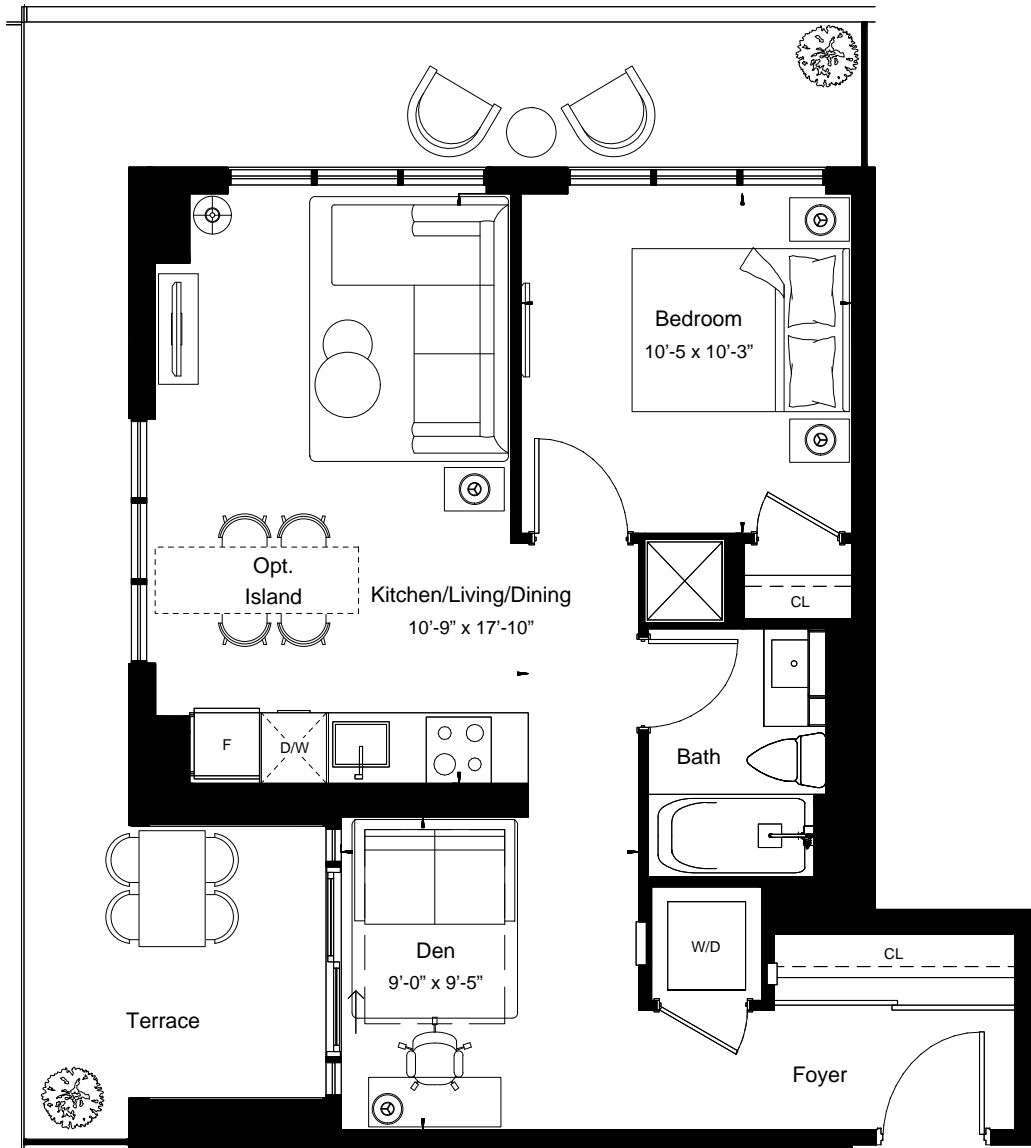 Bedroom
10'-5 x 10'-3”
Opt.
Island
Kitchen/Living/Dining
10'-9” x 17'-10”
CL
F
D/W
Bath
Den
9'-0” x 9'-5”
W/D
CL
Terrace
Foyer